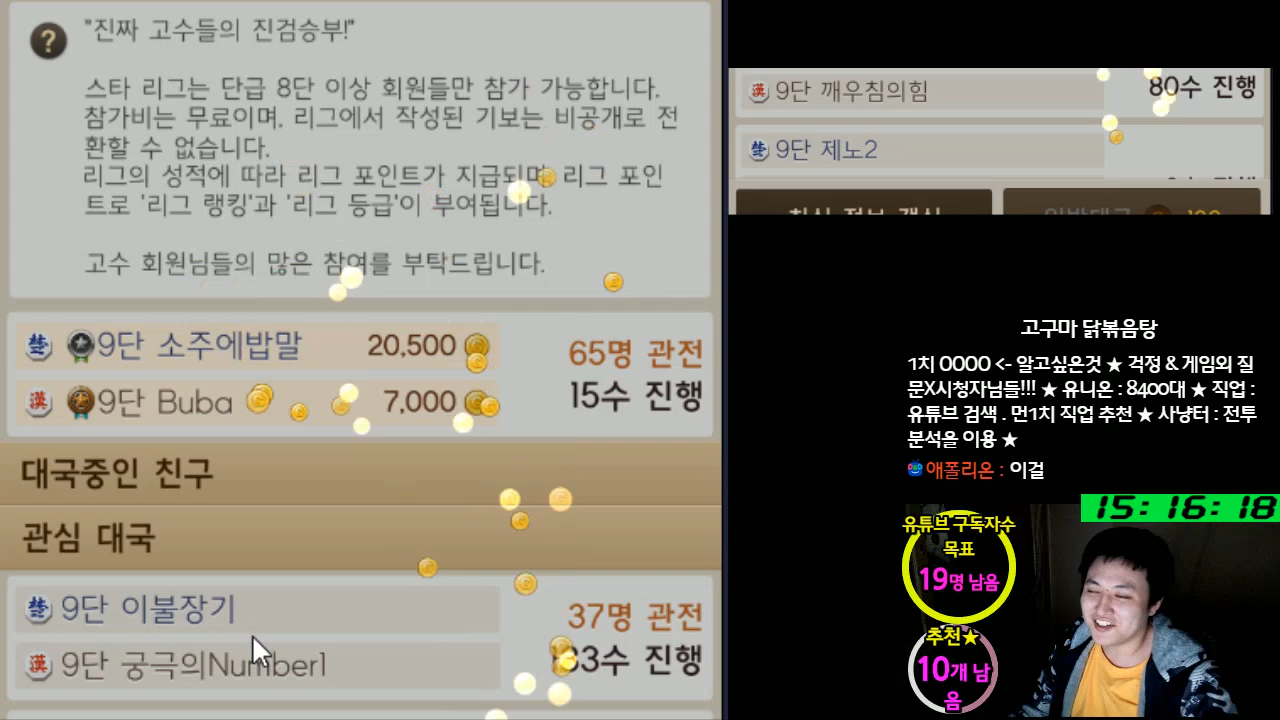 "진짜 고수들의 진검승부!"
스타 리그는 단급 8단 이상 회원들만 참가 가능합니다.
참가비는 무료이며, 리그에서 작성된 기보는 비공개로 전
환할 수 없습니다.
리그의 성적에 따라 리그 포인트가 지급되며, 리그 포인
트로 '리그 랭킹'과 '리그 등급'이 부여됩니다.
고수 회원님들의 많은 참여를 부탁드립니다.
楚 9단 소주에밥말 20,500
65명 관전
漢 9단 Buba 7,000
15수 진행
대국중인 친구
관심 대국
楚 9단 이불장기
37명 관전
漢 9단 궁극의Number1
33수 진행
漢 9단 깨우침의힘
80수 진행
楚 9단 제노2
고구마 닭볶음탕
1치 OOOO <- 알고싶은것 ★ 걱정 & 게임외 질
문X시청자님들!!! ★ 유니온 : 8400대 ★ 직업 :
유튜브 검색 . 먼1치 직업 추천 ★ 사냥터 : 전투
분석을 이용 ★
애폴리온 : 이걸
15:16:18
유튜브 구독자수
목표
19명 남음
추천★
10개 남
음